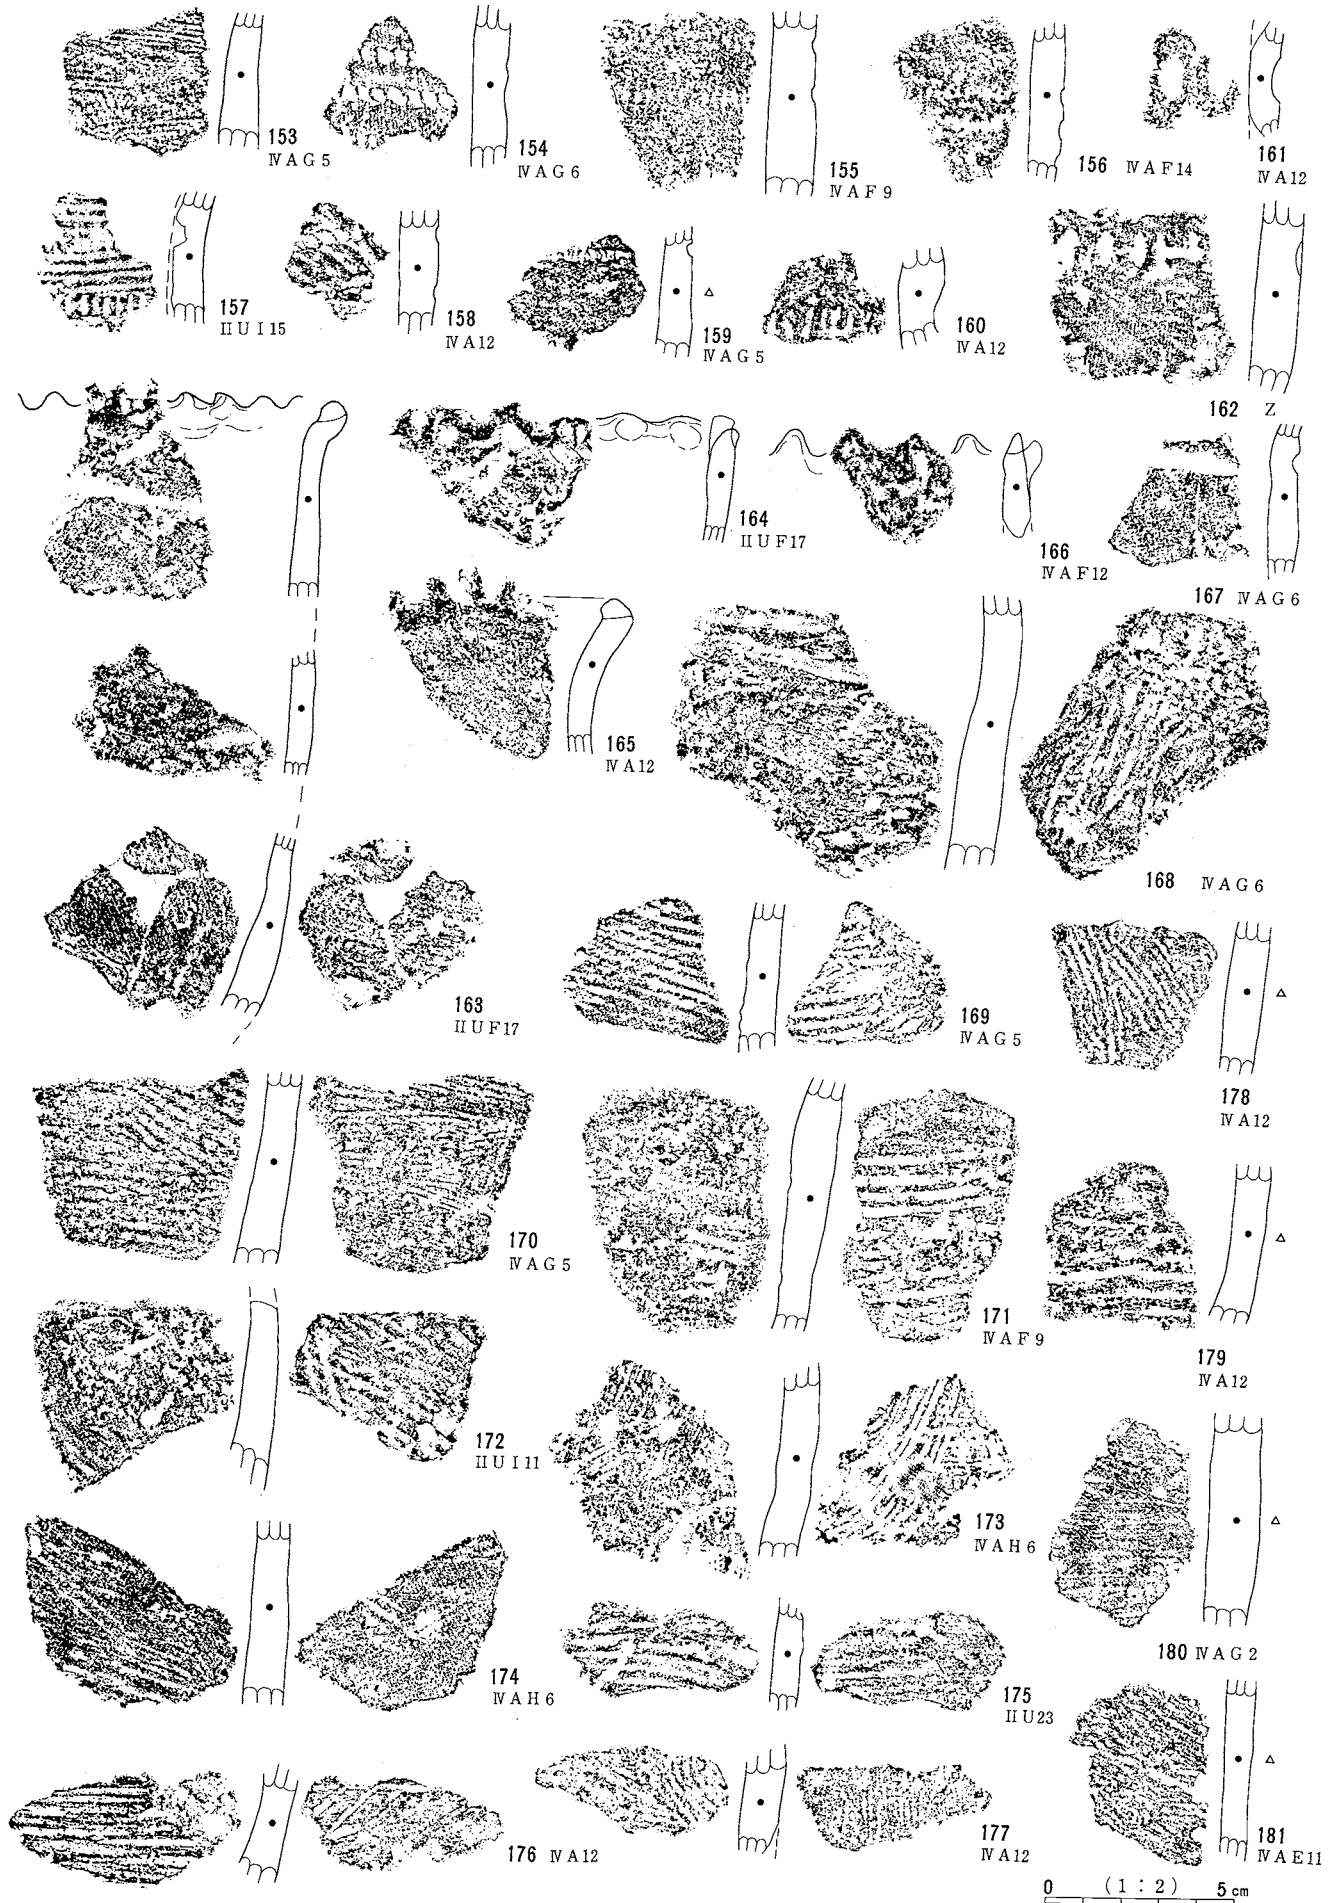 153
ⅣAG5
154
ⅣAG6
155
ⅣAF9
156 ⅣAF14
161
ⅣA12
157
ⅡUI15
158
ⅣA12
159
ⅣAG5
160
ⅣA12
162 Z
164
ⅡUF17
166
ⅣAF12
167 ⅣAG6
165
ⅣA12
168 ⅣAG6
163
ⅡUF17
169
ⅣAG5
178
ⅣA12
170
ⅣAG5
171
ⅣAF9
179
ⅣA12
172
ⅡUI11
173
ⅣAH6
180 ⅣAG2
174
ⅣAH6
175
ⅡU23
176 ⅣA12
177
ⅣA12
181
ⅣAE11
0 (1:2) 5cm